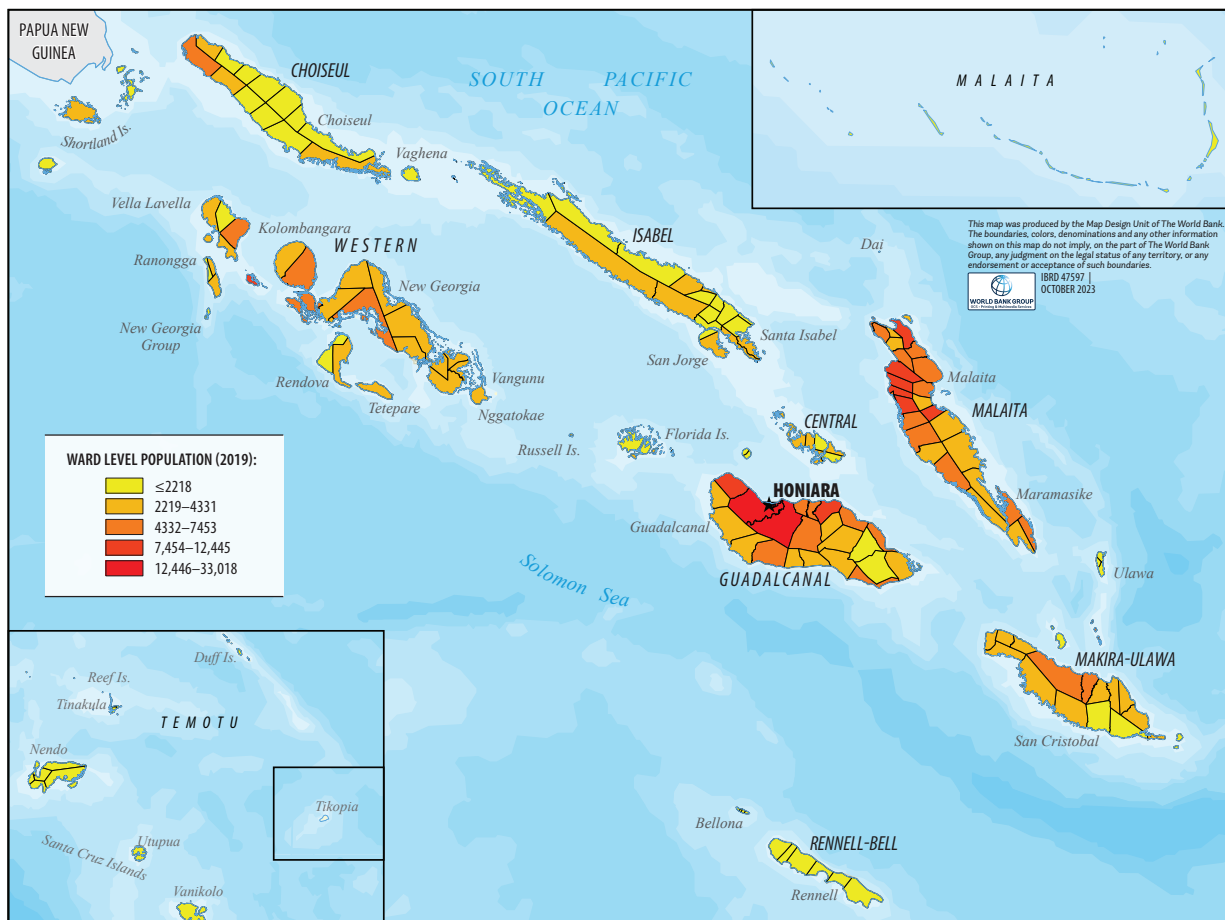 PAPUA NEW
GUINEA
CHOISEUL
SOUTH PACIFIC
OCEAN
MALAITA
Choiseul
Shortland Is.
Vaghena
Vella Lavella
Kolombangara
WESTERN
ISABEL
Dai
This map was produced by the Map Design Unit of The World Bank.
The boundaries, colors, denominations and any other information
shown on this map do not imply, on the part of The World Bank
Group, any judgment on the legal status of any territory, or any
endorsement or acceptance of such boundaries.
IBRD 47597 |
OCTOBER 2023
WORLD BANK GROUP
GCS - Printing & Multimedia Services
Ranongga
New Georgia
New Georgia
Group
Santa Isabel
San Jorge
Rendova
Tetepare
Vangunu
Nggatokae
Malaita
MALAITA
CENTRAL
Russell Is.
Florida Is.
WARD LEVEL POPULATION (2019):
≤2218
2219–4331
4332–7453
7,454–12,445
12,446–33,018
HONIARA
Guadalcanal
Maramasike
GUADALCANAL
Solomon Sea
Ulawa
MAKIRA-ULAWA
San Cristobal
Duff Is.
Reef Is.
Tinakula
TEMOTU
Nendo
Tikopia
Utupua
Santa Cruz Islands
Vanikolo
Bellona
RENNELL-BELL
Rennell